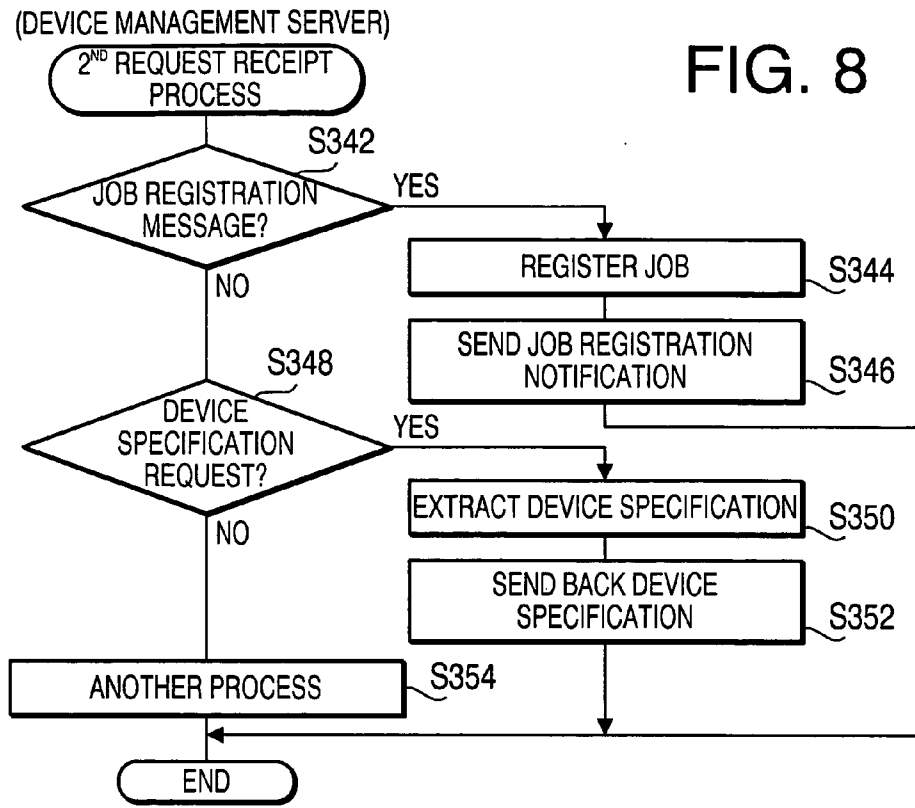 (DEVICE MANAGEMENT SERVER)
2ND REQUEST RECEIPT
PROCESS
FIG. 8
S342
JOB REGISTRATION
MESSAGE?
YES
NO
REGISTER JOB
S344
SEND JOB REGISTRATION
NOTIFICATION
S346
S348
DEVICE
SPECIFICATION
REQUEST?
YES
NO
EXTRACT DEVICE SPECIFICATION
S350
SEND BACK DEVICE
SPECIFICATION
S352
ANOTHER PROCESS
S354
END